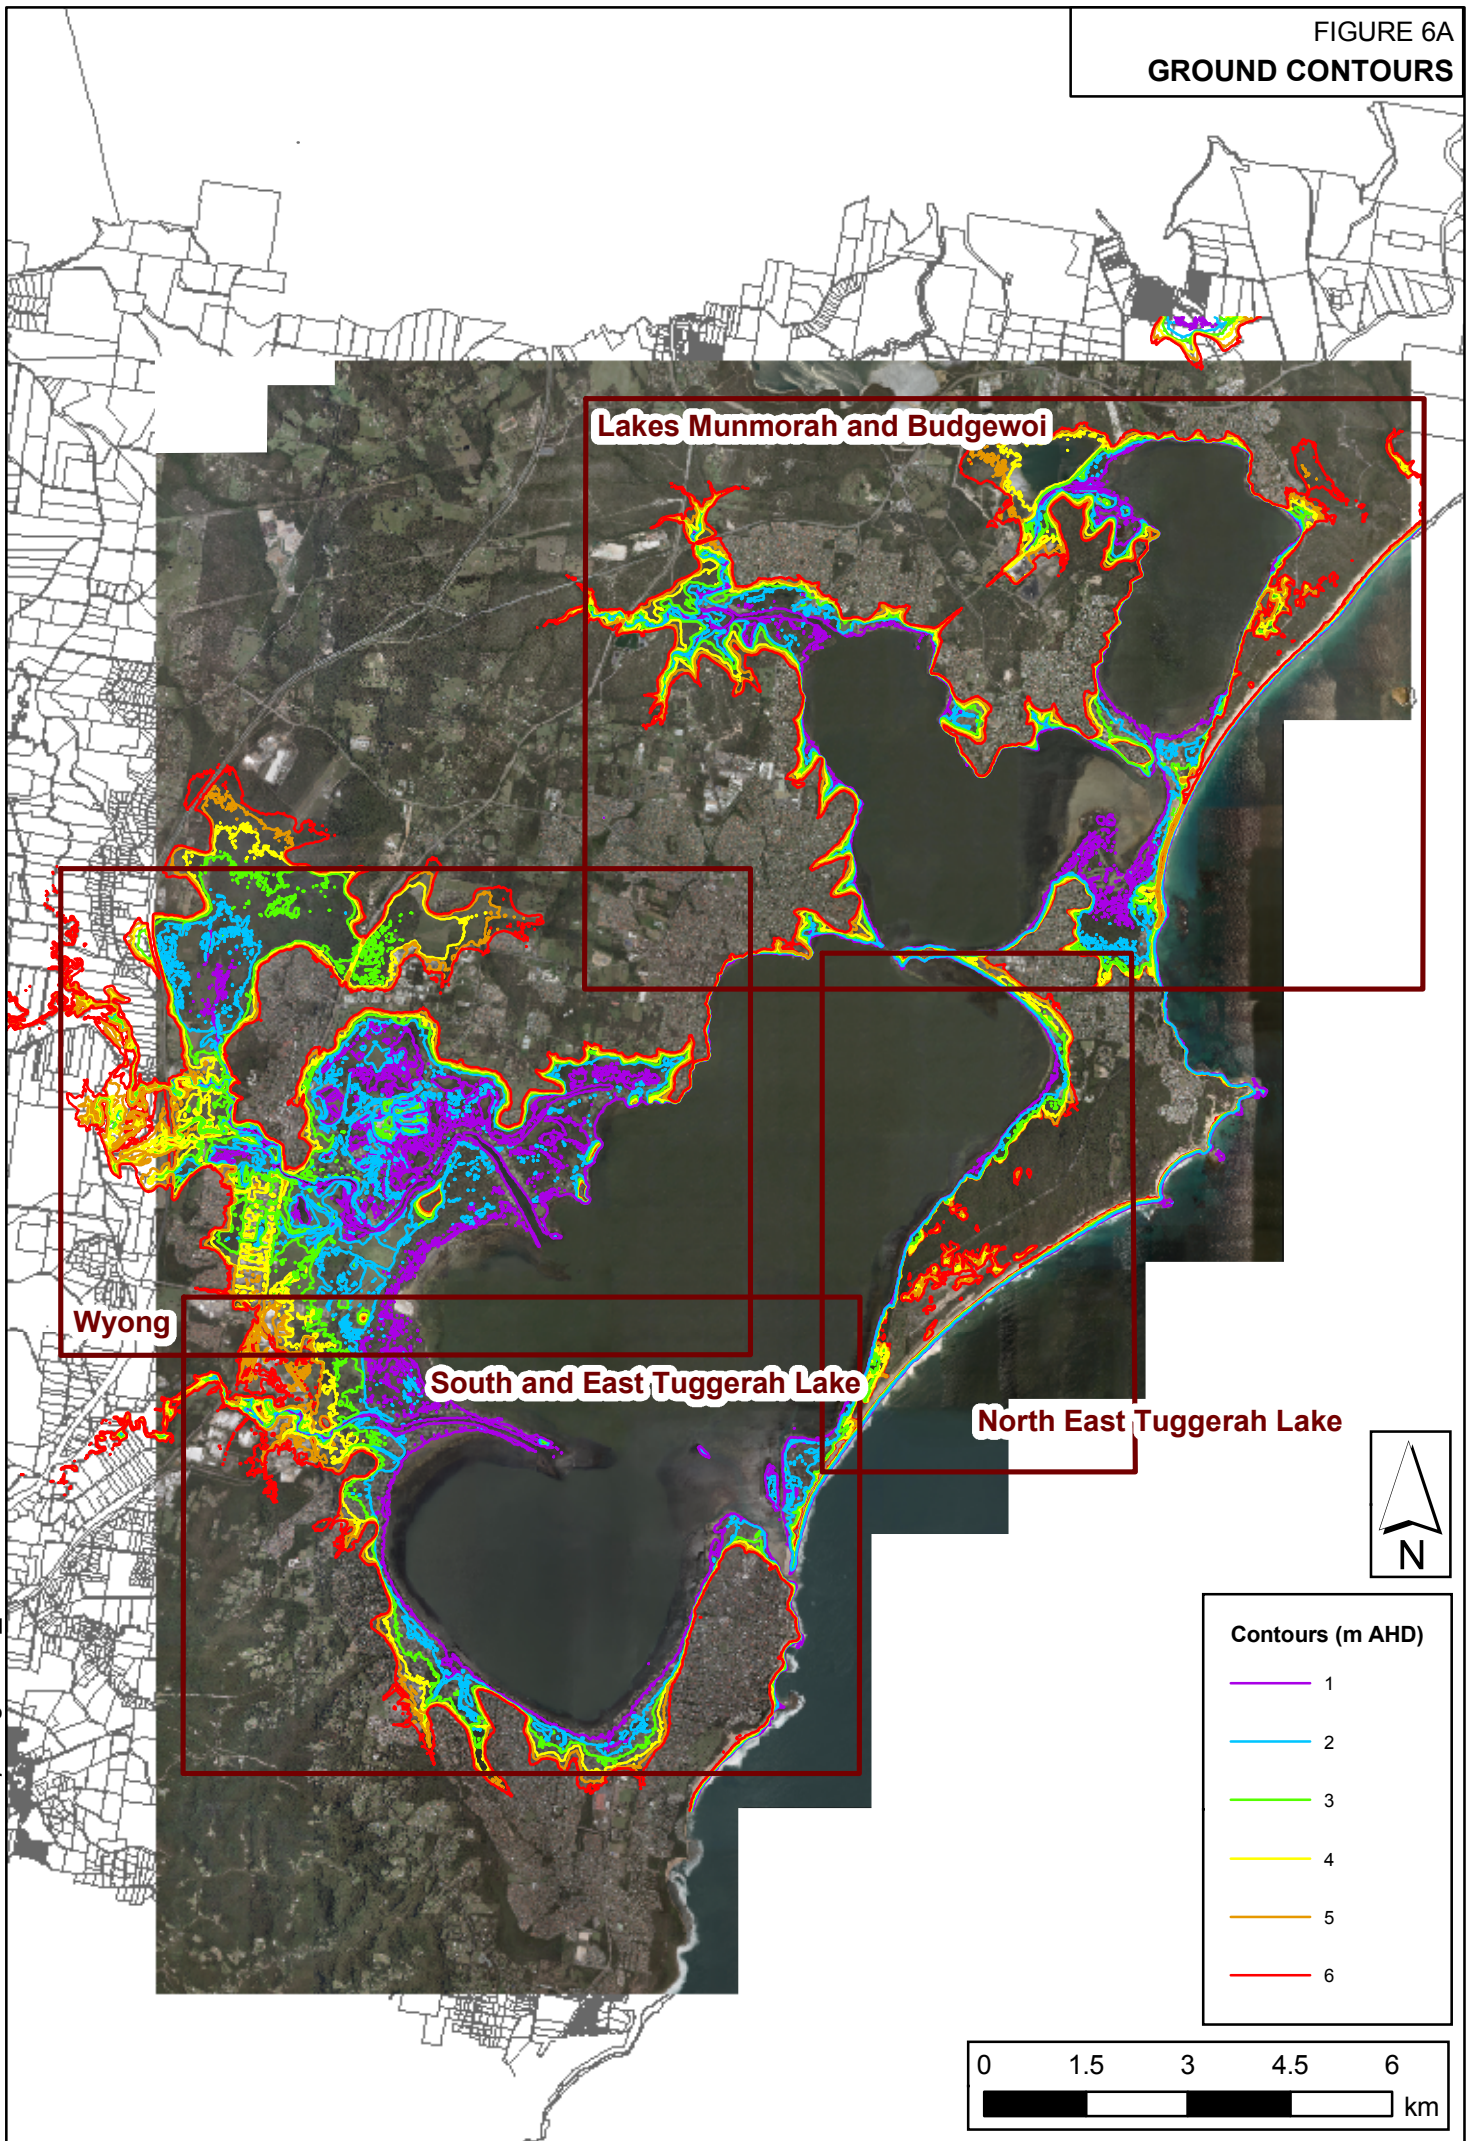 FIGURE 6A
GROUND CONTOURS
Lakes Munmorah and Budgewoi
Wyong
South and East Tuggerah Lake
North East Tuggerah Lake
N
Contours (m AHD)
1
2
3
4
5
6
0 1.5 3 4.5 6
km